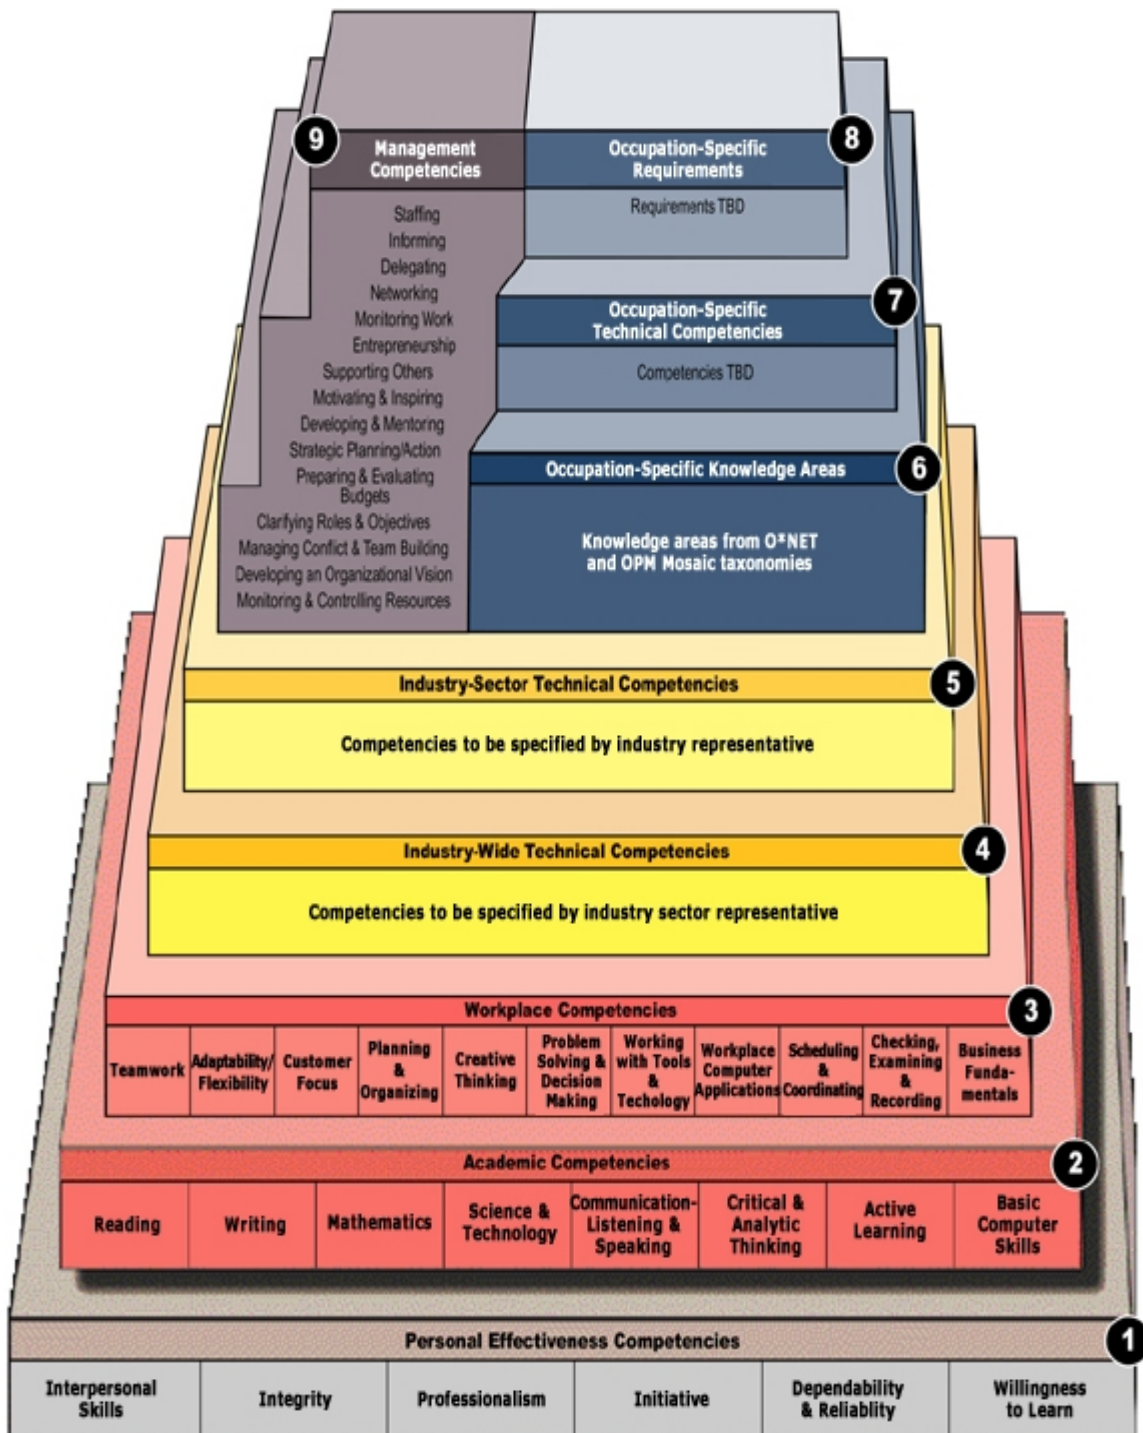 9
Management
Competencies
Staffing
Informing
Delegating
Networking
Monitoring Work
Entrepreneurship
Supporting Others
Motivating & Inspiring
Developing & Mentoring
Strategic Planning/Action
Preparing & Evaluating
Budgets
Clarifying Roles & Objectives
Managing Conflict & Team Building
Developing an Organizational Vision
Monitoring & Controlling Resources
Occupation-Specific
Requirements
8
Requirements TBD
Occupation-Specific
Technical Competencies
7
Competencies TBD
Occupation-Specific Knowledge Areas
6
Knowledge areas from O*NET
and OPM Mosaic taxonomies
Industry-Sector Technical Competencies
5
Competencies to be specified by industry representative
Industry-Wide Technical Competencies
4
Competencies to be specified by industry sector representative
Workplace Competencies
3
Teamwork
Adaptability/
Flexibility
Customer
Focus
Planning
&
Organizing
Creative
Thinking
Problem
Solving &
Decision
Making
Working
with Tools
&
Techology
Workplace
Computer
Applications
Scheduling
&
Coordinating
Checking,
Examining
&
Recording
Business
Funda-
mentals
Academic Competencies
2
Reading
Writing
Mathematics
Science &
Technology
Communication-
Listening &
Speaking
Critical &
Analytic
Thinking
Active
Learning
Basic
Computer
Skills
Personal Effectiveness Competencies
1
Interpersonal
Skills
Integrity
Professionalism
Initiative
Dependability
& Reliablity
Willingness
to Learn